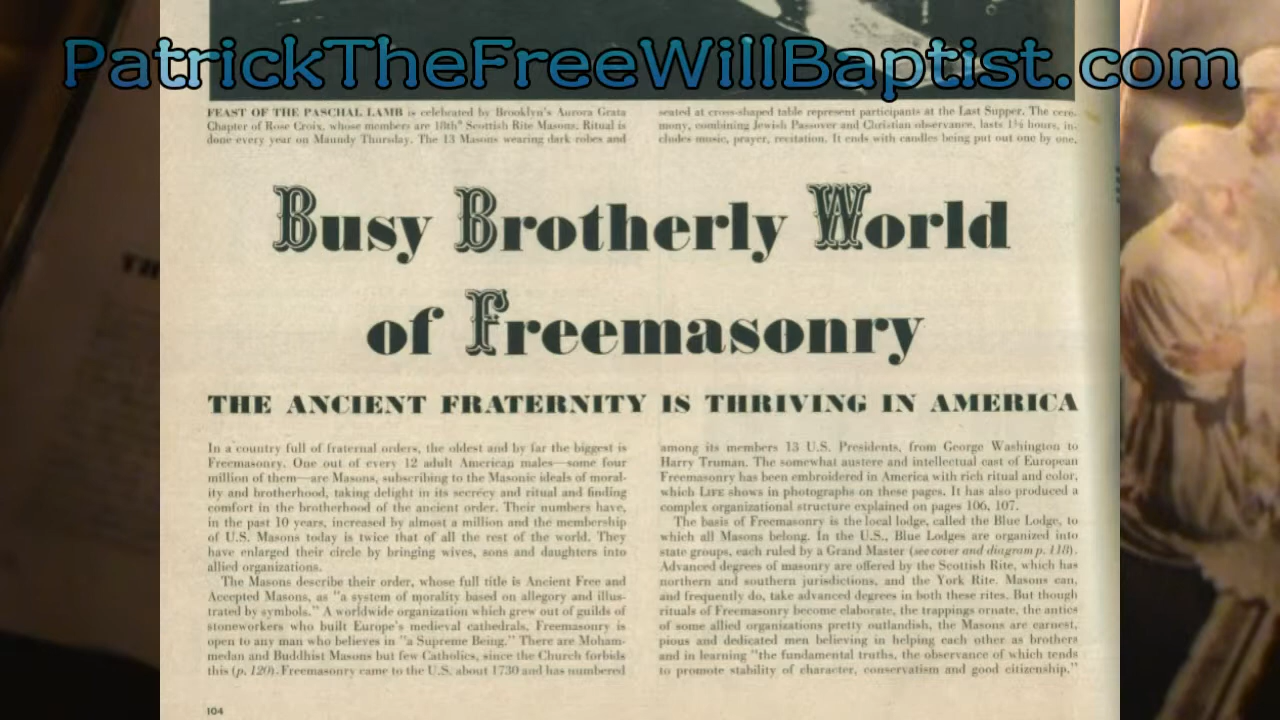 PatrickTheFreeWillBaptist.com
FEAST OF THE PASCHAL LAMB is celebrated by Brooklyn's Aurora Grata
Chapter of Rose Croix, whose members are 18th° Scottish Rite Masons. Ritual is
done every year on Maundy Thursday. The 13 Masons wearing dark robes and
seated at cross-shaped table represent participants at the Last Supper. The cere-
mony, combining Jewish Passover and Christian observance, lasts 1½ hours, in-
cludes music, prayer, recitation. It ends with candles being put out one by one.
Busy Brotherly World
of Freemasonry
THE ANCIENT FRATERNITY IS THRIVING IN AMERICA
In a country full of fraternal orders, the oldest and by far the biggest is
Freemasonry. One out of every 12 adult American males—some four
million of them—are Masons, subscribing to the Masonic ideals of moral-
ity and brotherhood, taking delight in its secrecy and ritual and finding
comfort in the brotherhood of the ancient order. Their numbers have,
in the past 10 years, increased by almost a million and the membership
of U.S. Masons today is twice that of all the rest of the world. They
have enlarged their circle by bringing wives, sons and daughters into
allied organizations.
The Masons describe their order, whose full title is Ancient Free and
Accepted Masons, as "a system of morality based on allegory and illus-
trated by symbols." A worldwide organization which grew out of guilds of
stoneworkers who built Europe's medieval cathedrals, Freemasonry is
open to any man who believes in "a Supreme Being." There are Moham-
medan and Buddhist Masons but few Catholics, since the Church forbids
this (p. 120). Freemasonry came to the U.S. about 1730 and has numbered
among its members 13 U.S. Presidents, from George Washington to
Harry Truman. The somewhat austere and intellectual cast of European
Freemasonry has been embroidered in America with rich ritual and color,
which LIFE shows in photographs on these pages. It has also produced a
complex organizational structure explained on pages 106, 107.
The basis of Freemasonry is the local lodge, called the Blue Lodge, to
which all Masons belong. In the U.S., Blue Lodges are organized into
state groups, each ruled by a Grand Master (see cover and diagram p. 118).
Advanced degrees of masonry are offered by the Scottish Rite, which has
northern and southern jurisdictions, and the York Rite. Masons can,
and frequently do, take advanced degrees in both these rites. But though
rituals of Freemasonry become elaborate, the trappings ornate, the antics
of some allied organizations pretty outlandish, the Masons are earnest,
pious and dedicated men believing in helping each other as brothers
and in learning "the fundamental truths, the observance of which tends
to promote stability of character, conservatism and good citizenship."
104